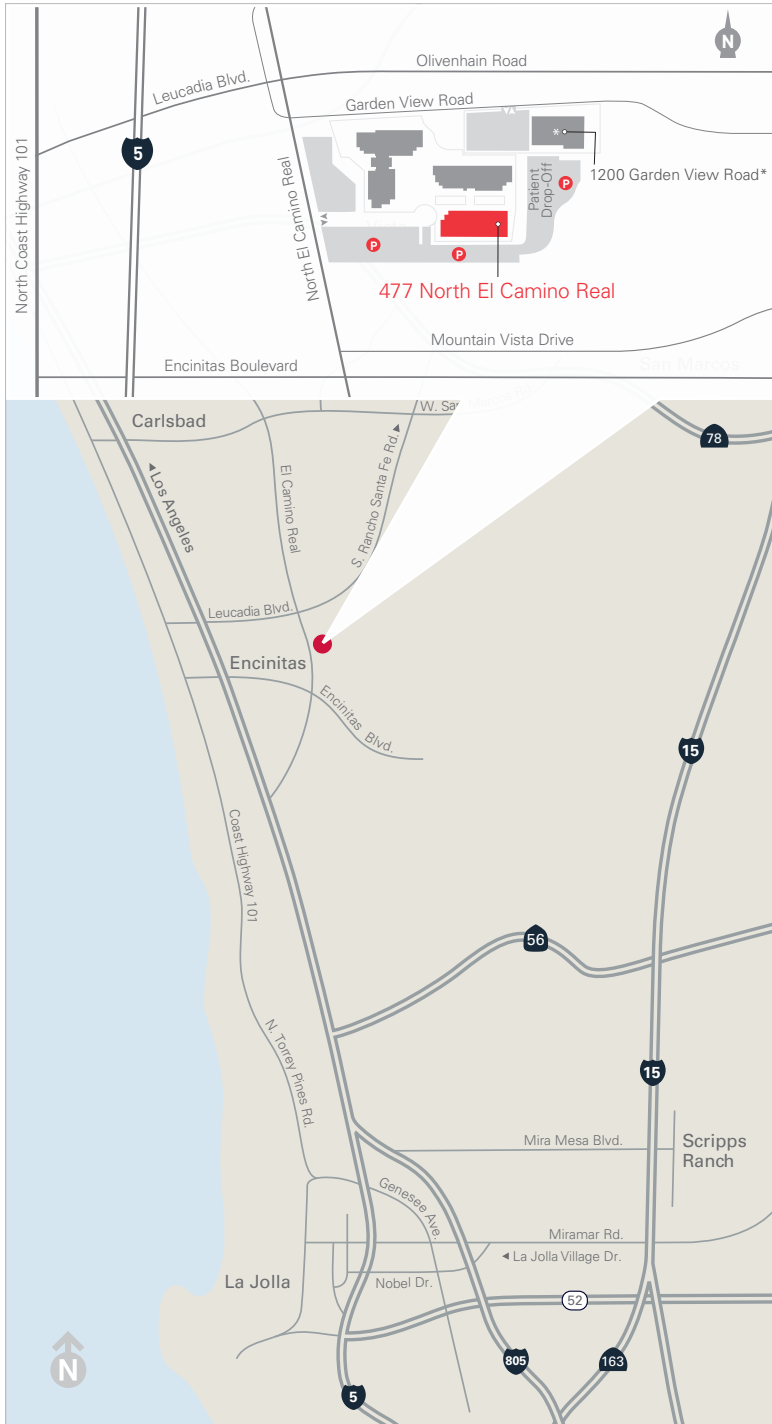 N
Olivenhain Road
Leucadia Blvd.
Garden View Road
5
North Coast Highway 101
North El Camino Real
*
1200 Garden View Road*
Patient
Drop-Off
P
P
P
477 North El Camino Real
Mountain Vista Drive
San Marcos
Encinitas Boulevard
W. San
Carlsbad
78
Los Angeles
El Camino Real
S. Rancho Santa Fe Rd.
Leucadia Blvd.
Encinitas
Encinitas Blvd.
15
Coast Highway 101
56
N. Torrey Pines Rd.
15
Mira Mesa Blvd.
Scripps
Ranch
Genesee Ave.
Miramar Rd.
La Jolla Village Dr.
La Jolla
Nobel Dr.
52
N
805
163
5